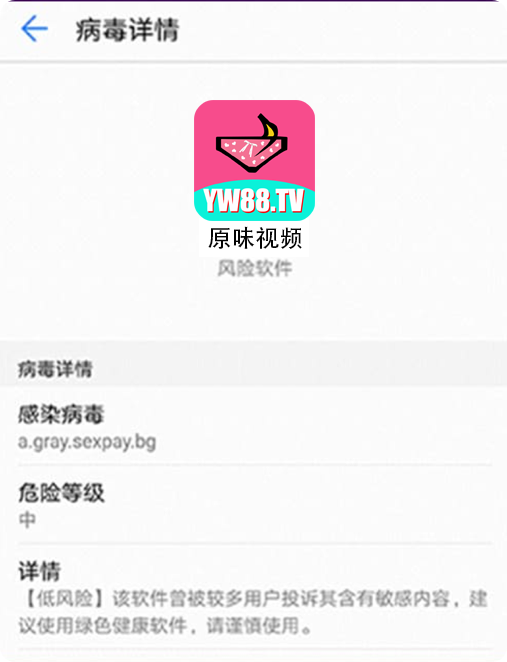 病毒详情
YW88.TV
原味视频
风险软件
病毒详情
感染病毒
a.gray.sexpay.bg
危险等级
中
详情
【低风险】该软件曾被较多用户投诉其含有敏感内容，建
议使用绿色健康软件，请谨慎使用。